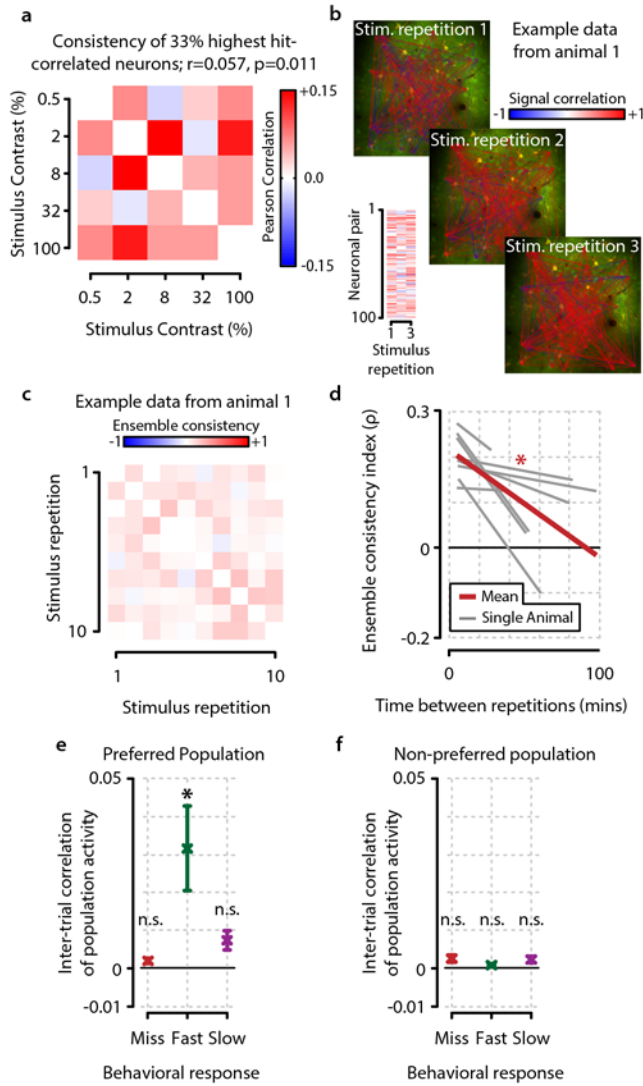 a
Consistency of 33% highest hit-
correlated neurons; r=0.057, p=0.011
Stimulus Contrast (%)
0.5
2
8
32
100
0.5 2 8 32 100
Stimulus Contrast (%)
+0.15
0.0
-0.15
Pearson Correlation
b
Stim. repetition 1
Example data
from animal 1
Signal correlation
-1 +1
Stim. repetition 2
Stim. repetition 3
Neuronal pair
1
100
1 3
Stimulus
repetition
c
Example data from animal 1
Ensemble consistency
-1 +1
Stimulus repetition
1
10
1 10
Stimulus repetition
d
Ensemble consistency index (ρ)
0.3
0
-0.2
*
Mean
Single Animal
0 100
Time between repetitions (mins)
e
Preferred Population
Inter-trial correlation
of population activity
0.05
0
-0.01
n.s.
*
n.s.
Miss Fast Slow
Behavioral response
f
Non-preferred population
Inter-trial correlation
of population activity
0.05
0
-0.01
n.s. n.s. n.s.
Miss Fast Slow
Behavioral response